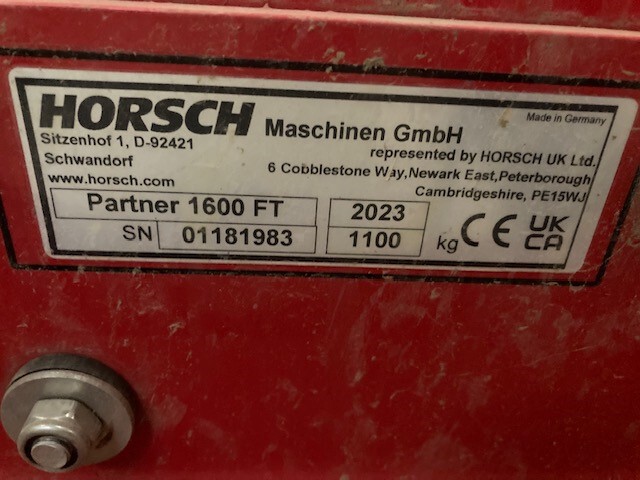 HORSCH Maschinen GmbH
Made in Germany
Sitzenhof 1, D-92421
Schwandorf
www.horsch.com
represented by HORSCH UK Ltd.
6 Cobblestone Way,Newark East,Peterborough
Cambridgeshire, PE15WJ
Partner 1600 FT 2023
SN 01181983 1100 kg CE UK
CA